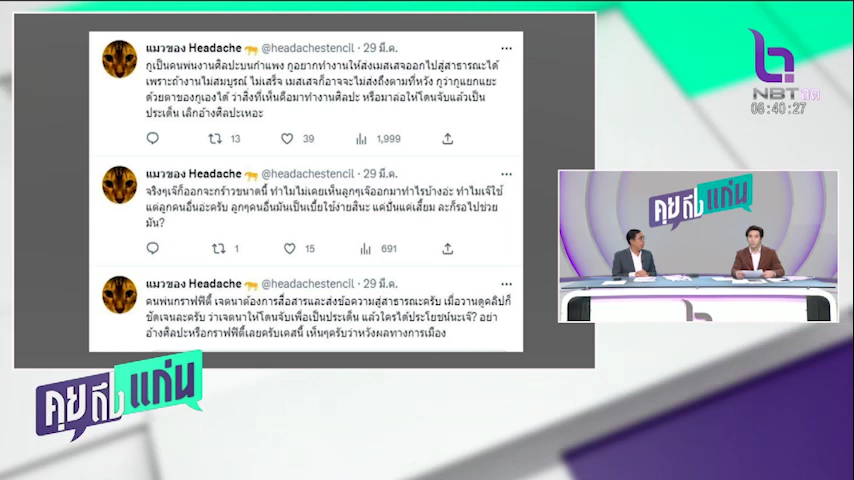 แมวของ Headache @headachestencil · 29 มี.ค.
กูเป็นคนพ่นงานศิลปะบนกำแพง กูอยากทำงานให้ส่งเมสเสจออกไปสู่สาธารณะได้
เพราะถ้างานไม่สมบูรณ์ ไม่เสร็จ เมสเสจก็อาจจะไม่ส่งถึงตามที่หวัง กูว่ากูแยกแยะ
ด้วยตาของกูเองได้ ว่าสิ่งที่เห็นคือมาทำงานศิลปะ หรือมาล่อให้โดนจับแล้วเป็น
ประเด็น เลิกอ้างศิลปะเหอะ
13 39 1,999
แมวของ Headache @headachestencil · 29 มี.ค.
จริงๆเจ๊ก็ออกจะกร้าวขนาดนี้ ทำไมไม่เคยเห็นลูกๆเจ๊ออกมาทำไรบ้างอ่ะ ทำไมเจ๊ใช้
แต่ลูกคนอื่นอ่ะครับ ลูกๆคนอื่นมันเป็นเบี้ยใช้ง่ายสินะ แค่ปั่นแค่เสี้ยม ละก็รอไปช่วย
มัน?
1 15 691
แมวของ Headache @headachestencil · 29 มี.ค.
คนพ่นกราฟฟิตี้ เจตนาต้องการสื่อสารและส่งข้อความสู่สาธารณะครับ เมื่อวานดูคลิปก็
ชัดเจนละครับ ว่าเจตนาให้โดนจับเพื่อเป็นประเด็น แล้วใครได้ประโยชน์นะเจ๊? อย่า
อ้างศิลปะหรือกราฟฟิตี้เลยครับเคสนี้ เห็นๆครับว่าหวังผลทางการเมือง
NBT สด
06:40:27
คุยถึงแก่น
คุยถึงแก่น
คุยถึงแก่น